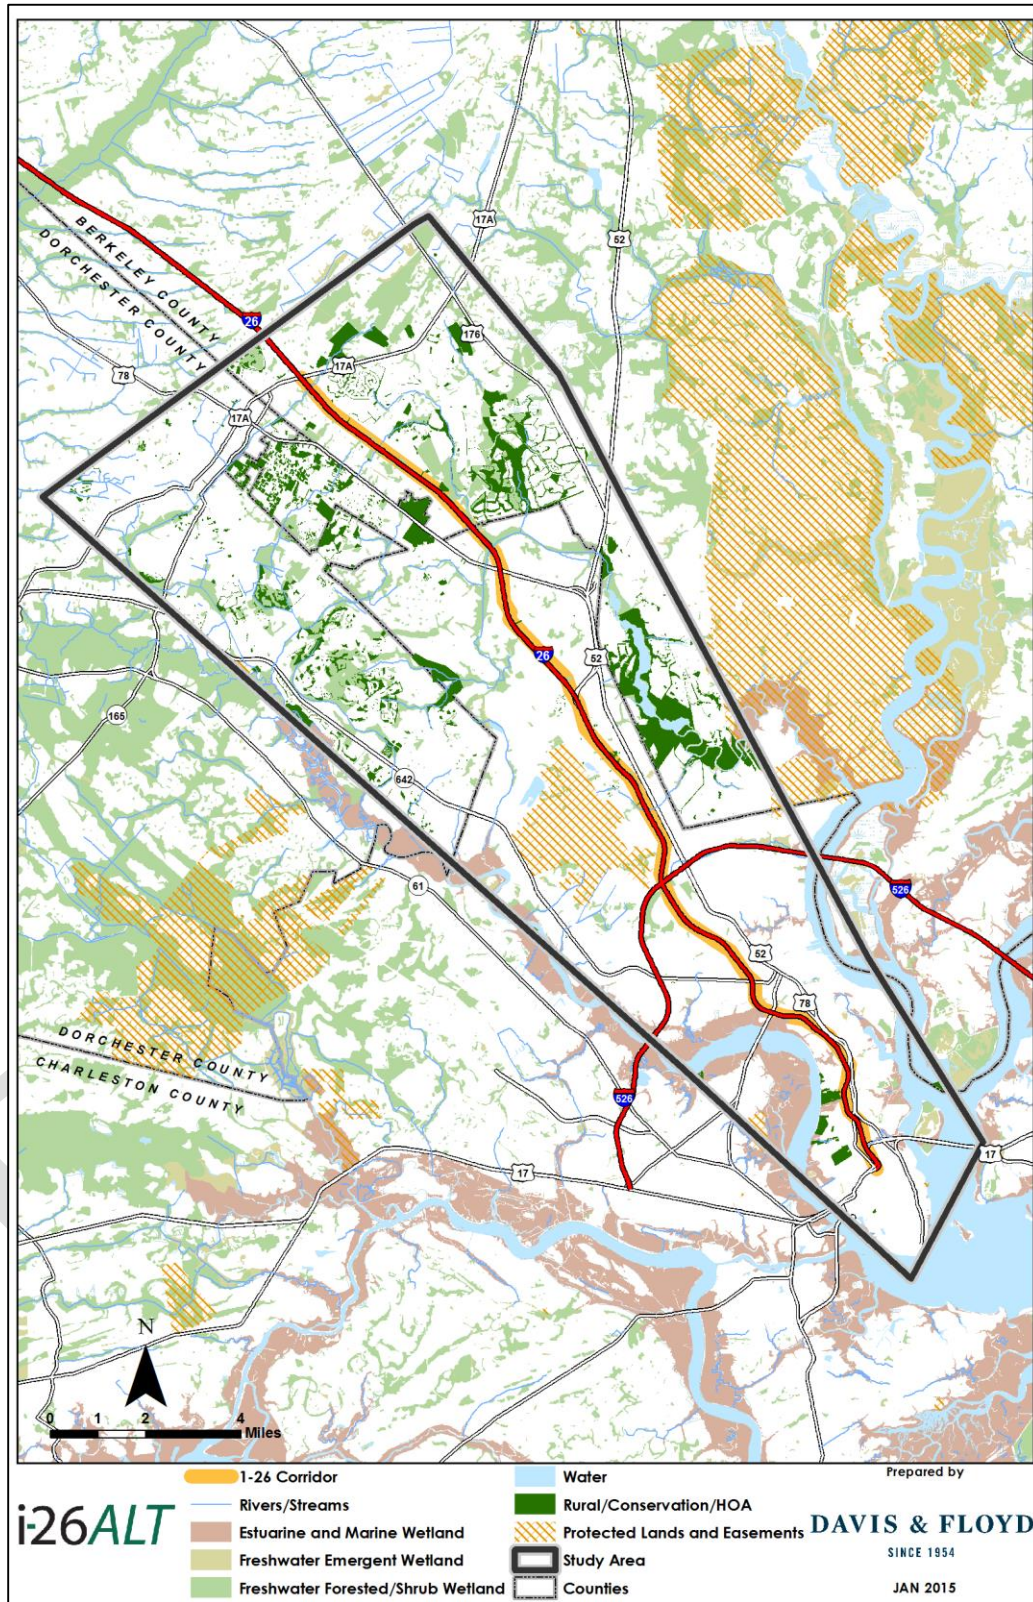 17A
52
BERKELEY COUNTY
DORCHESTER COUNTY
26
176
17A
78
17A
26
52
165
642
61
526
52
78
DORCHESTER COUNTY
CHARLESTON COUNTY
526
17
17
N
0 1 2 4
Miles
1-26 Corridor
Rivers/Streams
Estuarine and Marine Wetland
Freshwater Emergent Wetland
Freshwater Forested/Shrub Wetland
Water
Rural/Conservation/HOA
Protected Lands and Easements
Study Area
Counties
i-26ALT
Prepared by
DAVIS & FLOYD
SINCE 1954
JAN 2015